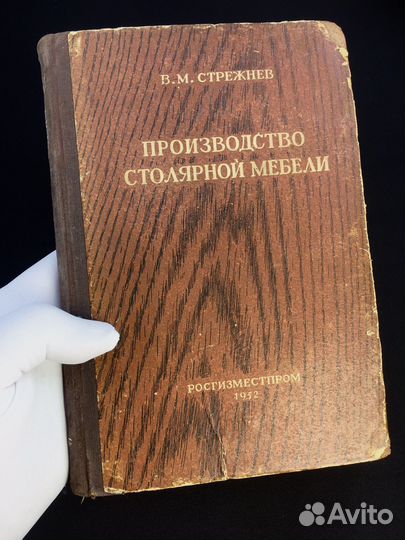 В.М. СТРЕЖНЕВ
ПРОИЗВОДСТВО
СТОЛЯРНОЙ МЕБЕЛИ
РОСГИЗМЕСТПРОМ
1952
Avito